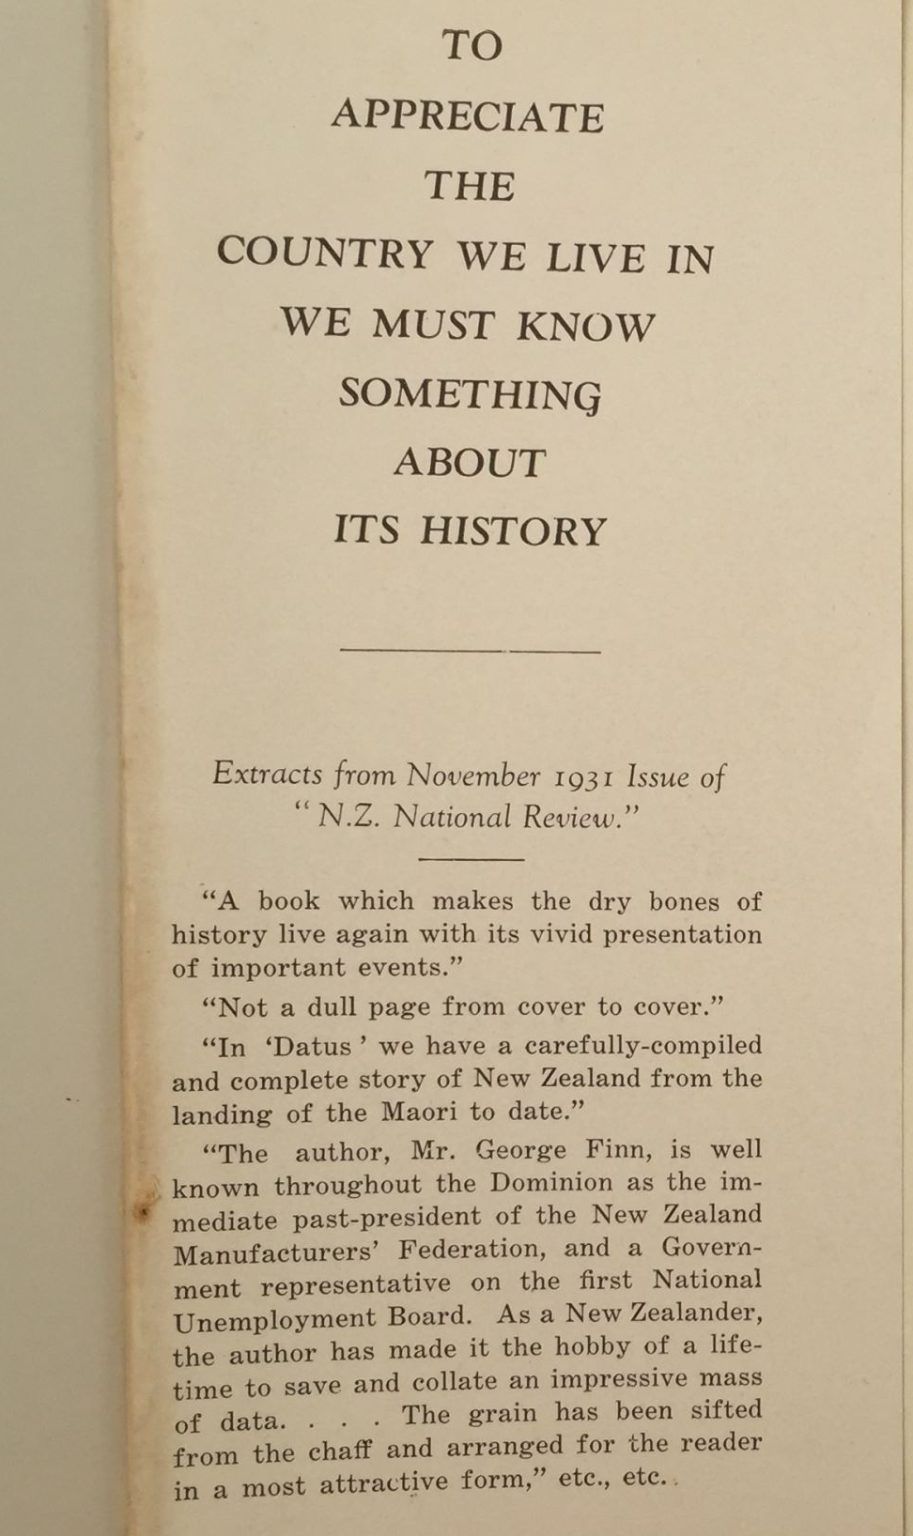 TO
APPRECIATE
THE
COUNTRY WE LIVE IN
WE MUST KNOW
SOMETHING
ABOUT
ITS HISTORY
Extracts from November 1931 Issue of
“ N.Z. National Review.”
“A book which makes the dry bones of
history live again with its vivid presentation
of important events.”
“Not a dull page from cover to cover.”
“In ‘Datus ’ we have a carefully-compiled
and complete story of New Zealand from the
landing of the Maori to date.”
“The author, Mr. George Finn, is well
known throughout the Dominion as the im-
mediate past-president of the New Zealand
Manufacturers’ Federation, and a Govern-
ment representative on the first National
Unemployment Board. As a New Zealander,
the author has made it the hobby of a life-
time to save and collate an impressive mass
of data. . . . The grain has been sifted
from the chaff and arranged for the reader
in a most attractive form,” etc., etc.